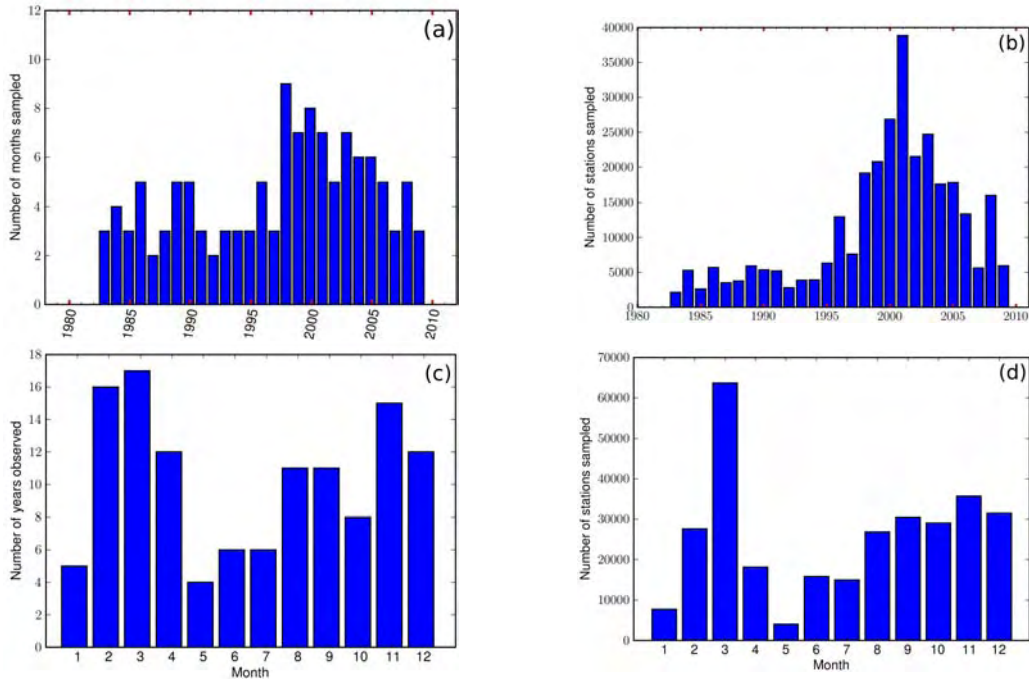 (a)
Number of months sampled
12
10
8
6
4
2
0
1980 1985 1990 1995 2000 2005 2010
(b)
Number of stations sampled
40000
35000
30000
25000
20000
15000
10000
5000
0
1980 1985 1990 1995 2000 2005 2010
(c)
Number of years observed
18
16
14
12
10
8
6
4
2
0
1 2 3 4 5 6 7 8 9 10 11 12
Month
(d)
Number of stations sampled
70000
60000
50000
40000
30000
20000
10000
0
1 2 3 4 5 6 7 8 9 10 11 12
Month